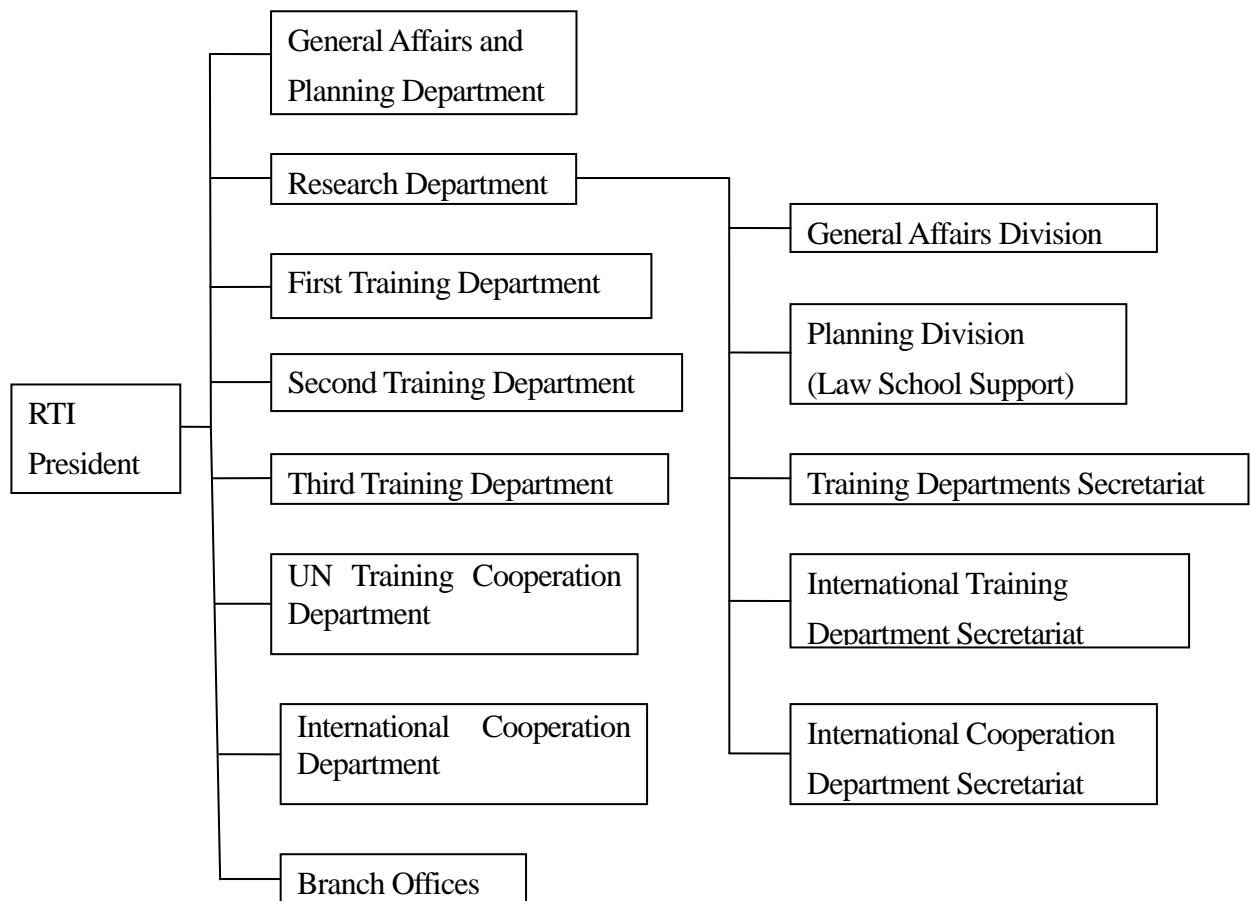 General Affairs and
Planning Department
Research Department
General Affairs Division
First Training Department
Planning Division
(Law School Support)
Second Training Department
RTI
President
Third Training Department
Training Departments Secretariat
UN Training Cooperation
Department
International Training
Department Secretariat
International Cooperation
Department
International Cooperation
Department Secretariat
Branch Offices